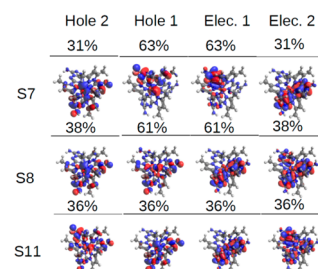 Hole 2 Hole 1 Elec. 1 Elec. 2
31% 63% 63% 31%
S7
38% 61% 61% 38%
S8
36% 36% 36% 36%
S11